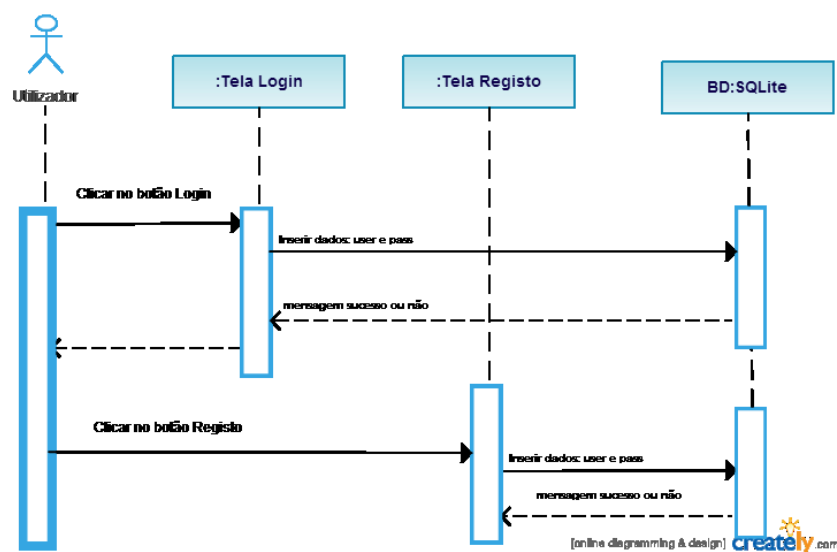 :Tela Login
:Tela Registo
BD:SQLite
Utilizador
Clicar no botão Login
Inserir dados: user e pass
mensagem sucesso ou não
Clicar no botão Registo
Inserir dados: user e pass
mensagem sucesso ou não
[online diagramming & design] creately.com